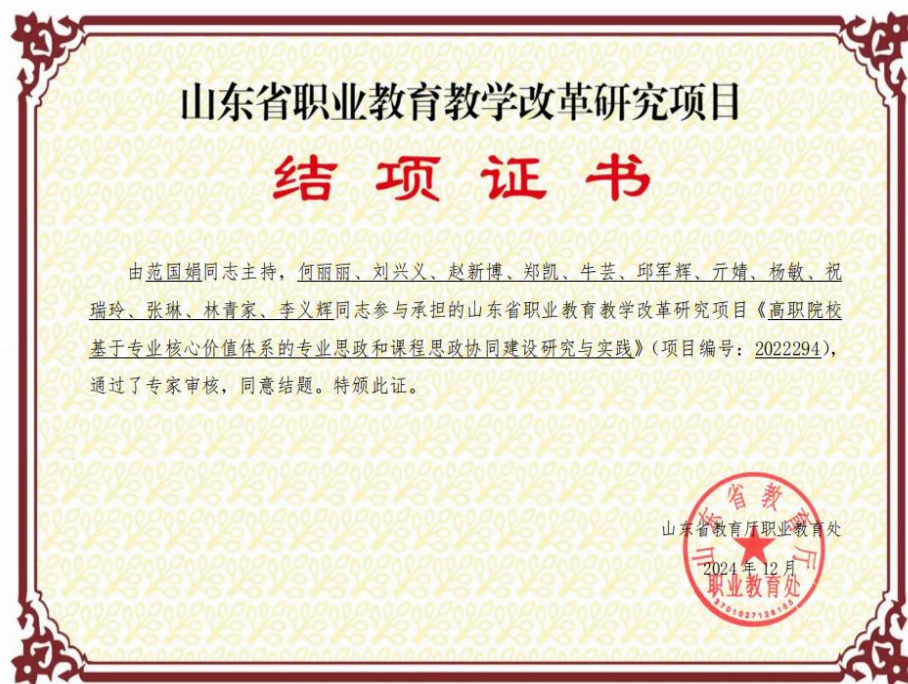 山东省职业教育教学改革研究项目
结项证书
由范国娟同志主持，何丽丽、刘兴义、赵新博、郑凯、牛芸、邱军辉、亓婧、杨敏、祝
瑞玲、张琳、林青家、李义辉同志参与承担的山东省职业教育教学改革研究项目《高职院校
基于专业核心价值体系的专业思政和课程思政协同建设研究与实践》（项目编号：2022294），
通过了专家审核，同意结题。特颁此证。
山东省教育厅职业教育处
2024年12月
山东省教育厅
职业教育处